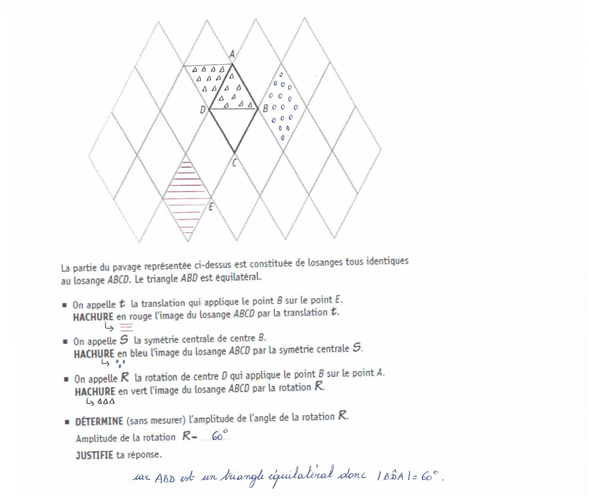 A
D
B
C
E
La partie du pavage représentée ci-dessus est constituée de losanges tous identiques
au losange ABCD. Le triangle ABD est équilatéral.
▪ On appelle t la translation qui applique le point B sur le point E.
HACHURE en rouge l'image du losange ABCD par la translation t.
▪ On appelle S la symétrie centrale de centre B.
HACHURE en bleu l'image du losange ABCD par la symétrie centrale S.
▪ On appelle R la rotation de centre D qui applique le point B sur le point A.
HACHURE en vert l'image du losange ABCD par la rotation R.
▪ DÉTERMINE (sans mesurer) l'amplitude de l'angle de la rotation R.
Amplitude de la rotation R= 60°
JUSTIFIE ta réponse.
car ABD est un triangle équilatéral donc |BD̂A|=60°.